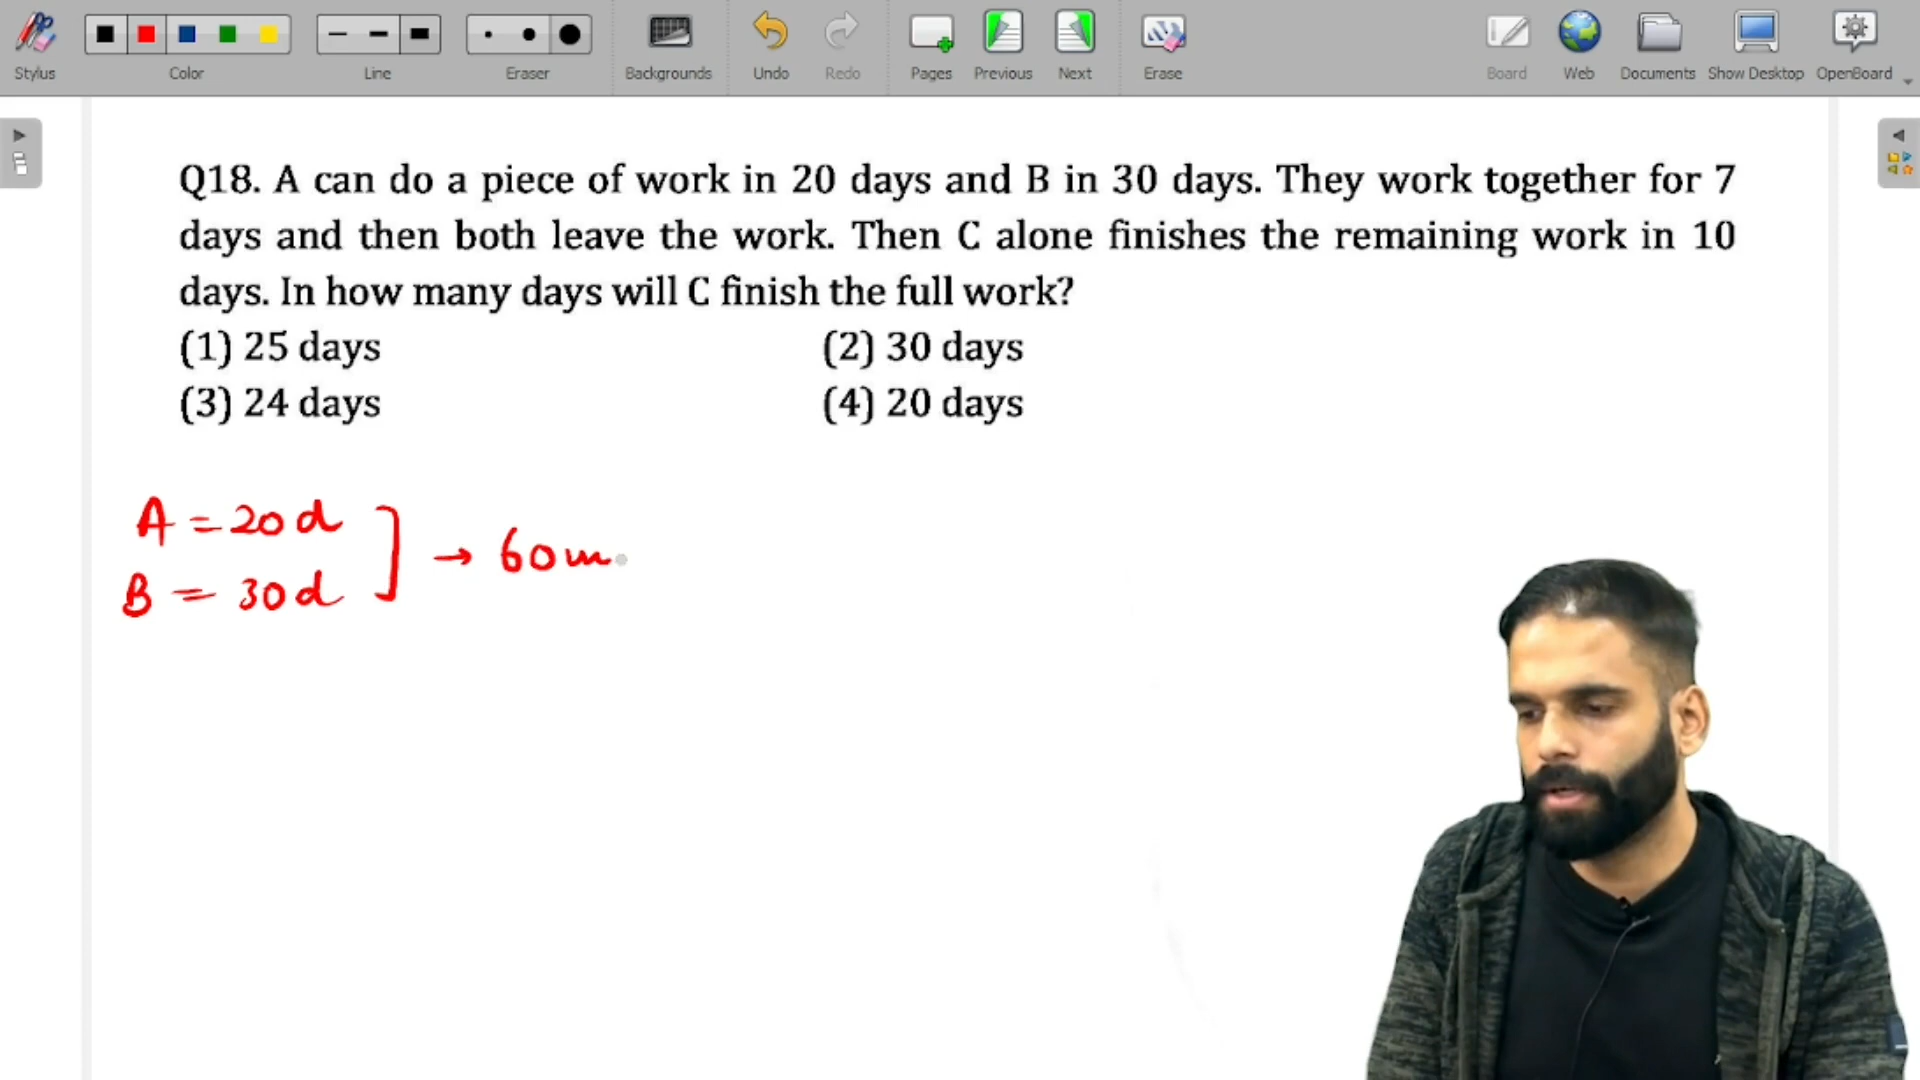 Stylus
Color
Line
Eraser
Backgrounds
Undo
Redo
Pages
Previous
Next
Erase
Board
Web
Documents
Show Desktop
OpenBoard
Q18. A can do a piece of work in 20 days and B in 30 days. They work together for 7
days and then both leave the work. Then C alone finishes the remaining work in 10
days. In how many days will C finish the full work?
(1) 25 days
(2) 30 days
(3) 24 days
(4) 20 days
A = 20 d
B = 30 d
] → 60